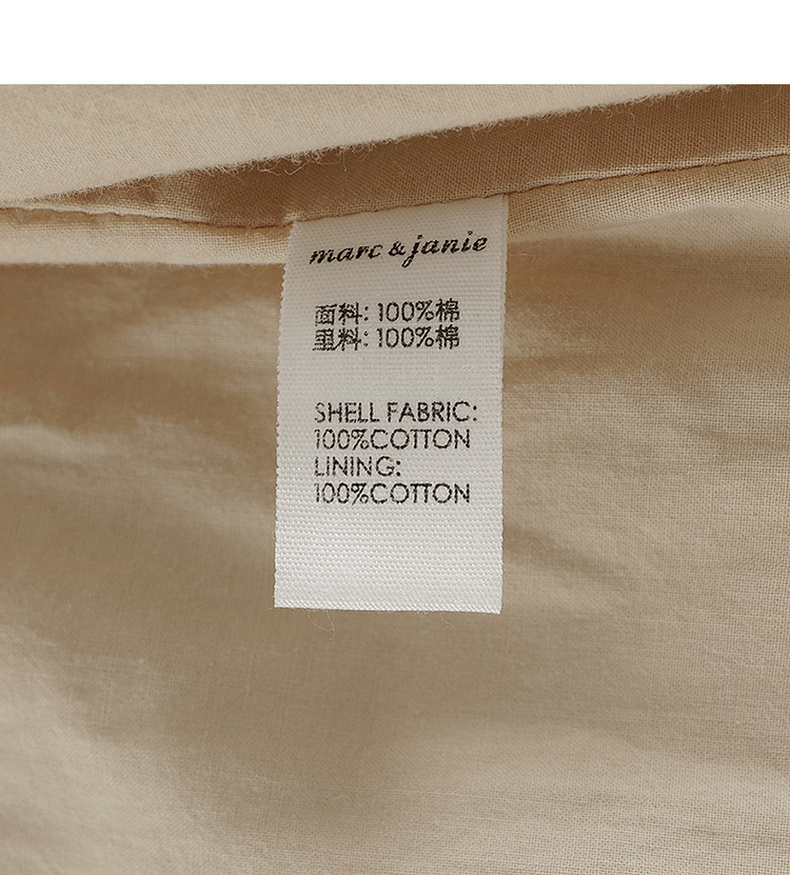 marc & janie
面料: 100%棉
里料: 100%棉
SHELL FABRIC:
100%COTTON
LINING:
100%COTTON